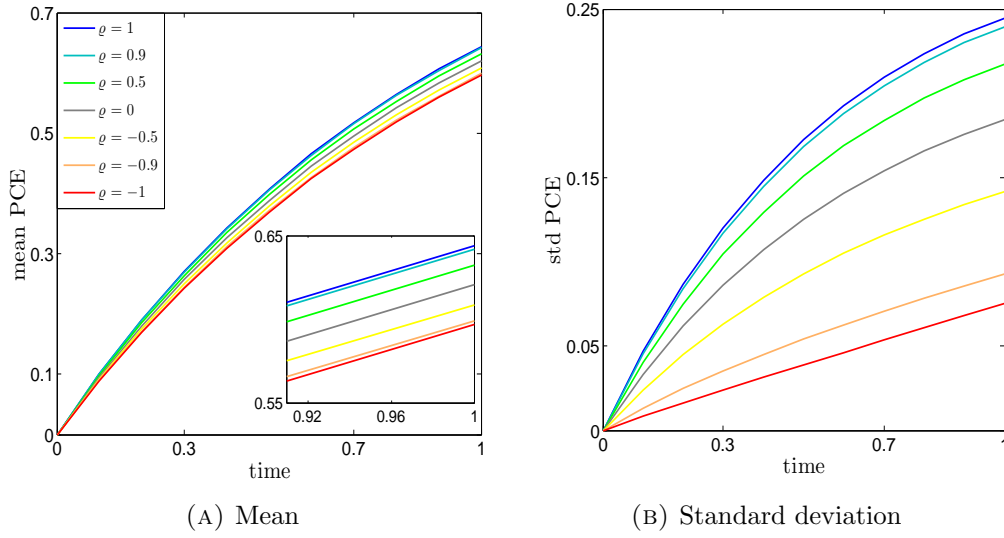 0.7
0.5
0.3
0.1
0
mean PCE
ϱ = 1
ϱ = 0.9
ϱ = 0.5
ϱ = 0
ϱ = −0.5
ϱ = −0.9
ϱ = −1
0.65
0.55
0.92 0.96 1
0 0.3 0.7 1
time
(A) Mean
0.25
0.15
0.05
0
std PCE
0 0.3 0.7 1
time
(B) Standard deviation